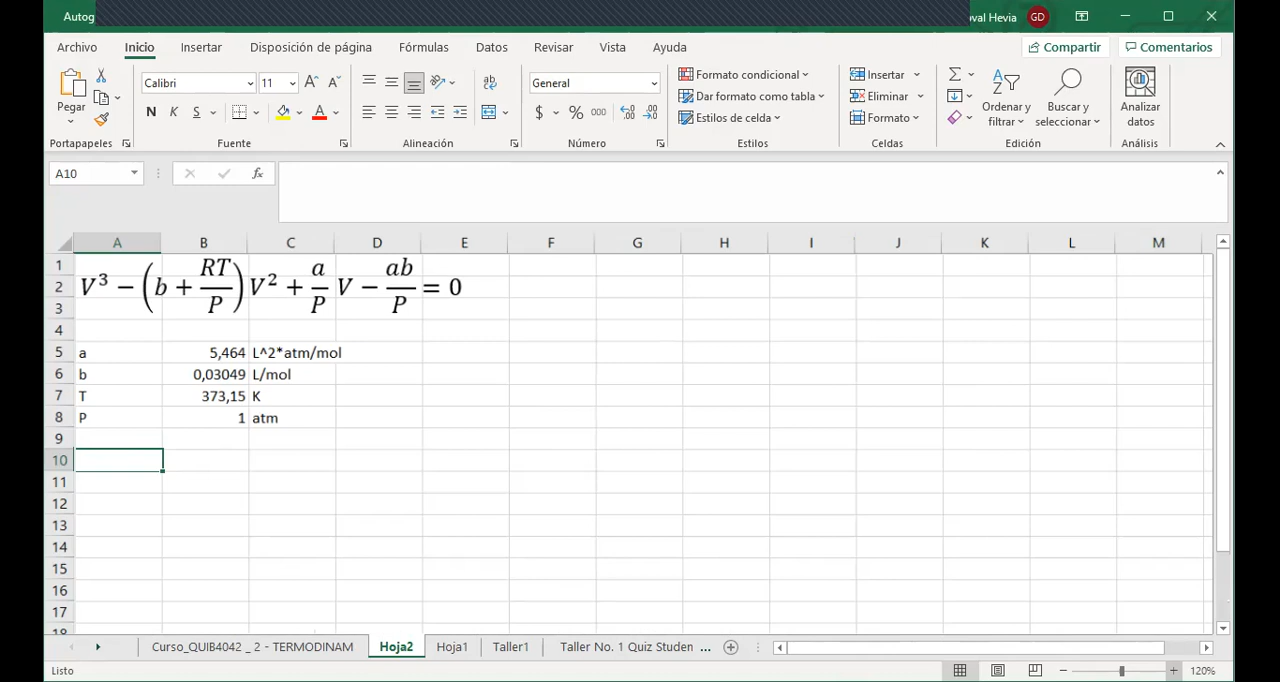 Autog
oval Hevia GD
Archivo Inicio Insertar Disposición de página Fórmulas Datos Revisar Vista Ayuda Compartir Comentarios
Pegar
Calibri 11
N K S
General
$ % 000
Formato condicional
Dar formato como tabla
Estilos de celda
Insertar
Eliminar
Formato
Ordenar y filtrar
Buscar y seleccionar
Analizar datos
Portapapeles Fuente Alineación Número Estilos Celdas Edición Análisis
A10 fx
A B C D E F G H I J K L M
1
2 V³ − (b + RT/P) V² + a/P V − ab/P = 0
3
4
5 a 5,464 L^2*atm/mol
6 b 0,03049 L/mol
7 T 373,15 K
8 P 1 atm
9
10
11
12
13
14
15
16
17
18
Curso_QUIB4042 _ 2 - TERMODINAM Hoja2 Hoja1 Taller1 Taller No. 1 Quiz Studen ...
Listo 120%